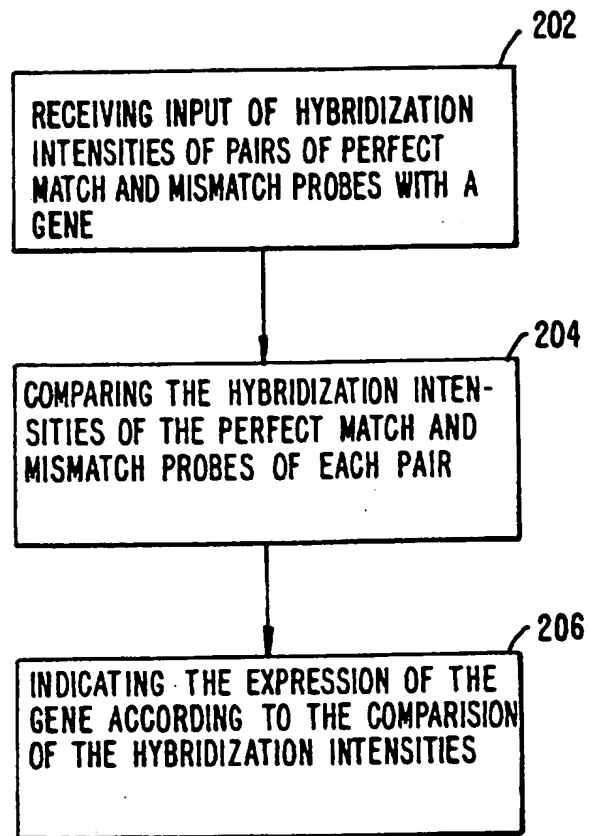 202
RECEIVING INPUT OF HYBRIDIZATION
INTENSITIES OF PAIRS OF PERFECT
MATCH AND MISMATCH PROBES WITH A
GENE
204
COMPARING THE HYBRIDIZATION INTEN-
SITIES OF THE PERFECT MATCH AND
MISMATCH PROBES OF EACH PAIR
206
INDICATING THE EXPRESSION OF THE
GENE ACCORDING TO THE COMPARISION
OF THE HYBRIDIZATION INTENSITIES